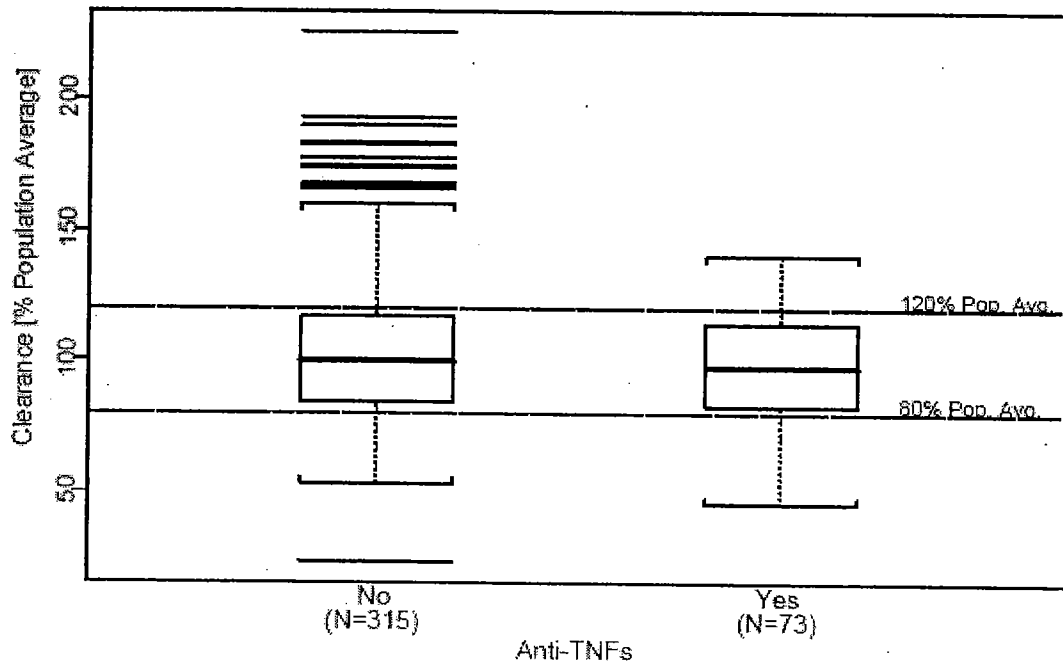 Clearance [% Population Average]
200
150
100
50
120% Pop. Avg.
80% Pop. Avg.
No
(N=315)
Yes
(N=73)
Anti-TNFs